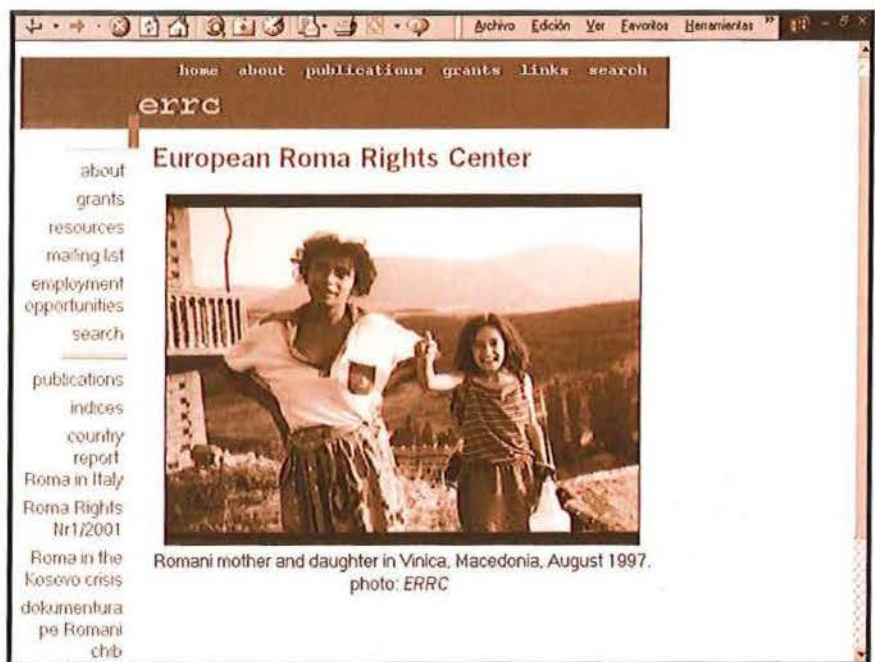 Archivo Edición Ver Favoritos Herramientas »
home about publications grants links search
errc
European Roma Rights Center
about
grants
resources
mailing list
employment
opportunities
search
publications
indices
country
report
Roma in Italy
Roma Rights
Nr1/2001
Roma in the
Kosovo crisis
dokumentura
pe Romani
chib
Romani mother and daughter in Vinica, Macedonia, August 1997.
photo: ERRC